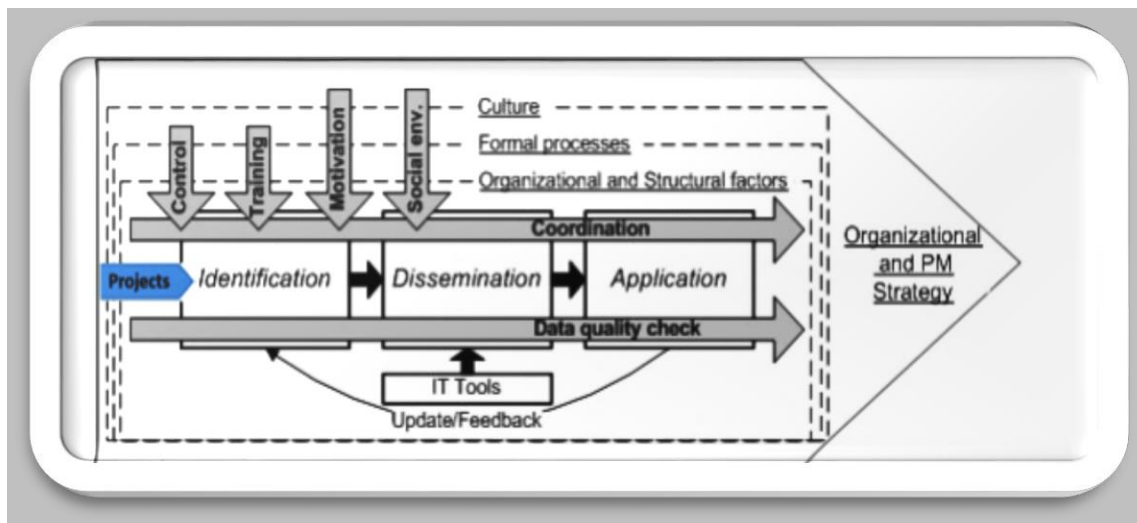 Culture
Formal processes
Organizational and Structural factors
Control
Training
Motivation
Social env.
Coordination
Projects
Identification
Dissemination
Application
Data quality check
IT Tools
Update/Feedback
Organizational
and PM
Strategy